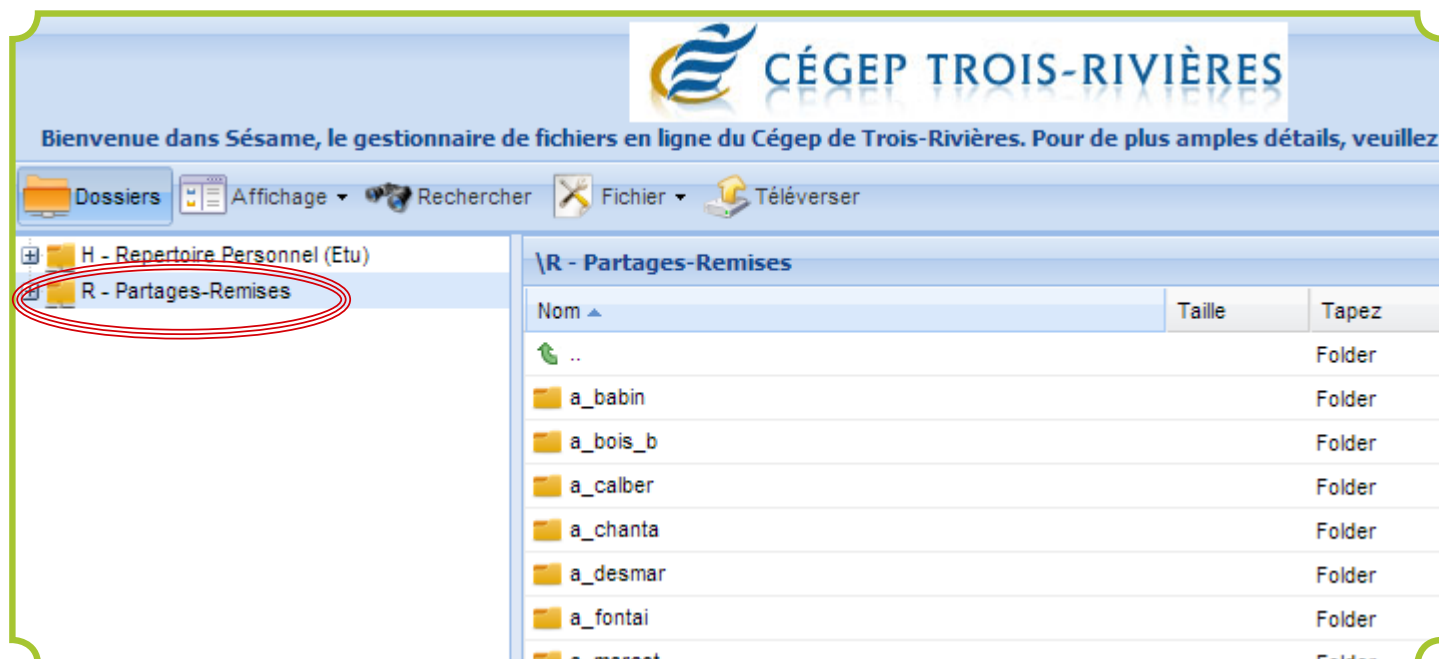 CÉGEP TROIS-RIVIÈRES
Bienvenue dans Sésame, le gestionnaire de fichiers en ligne du Cégep de Trois-Rivières. Pour de plus amples détails, veuillez
Dossiers Affichage Rechercher Fichier Téléverser
H - Repertoire Personnel (Etu)
R - Partages-Remises
\R - Partages-Remises
Nom Taille Tapez
.. Folder
a_babin Folder
a_bois_b Folder
a_calber Folder
a_chanta Folder
a_desmar Folder
a_fontai Folder